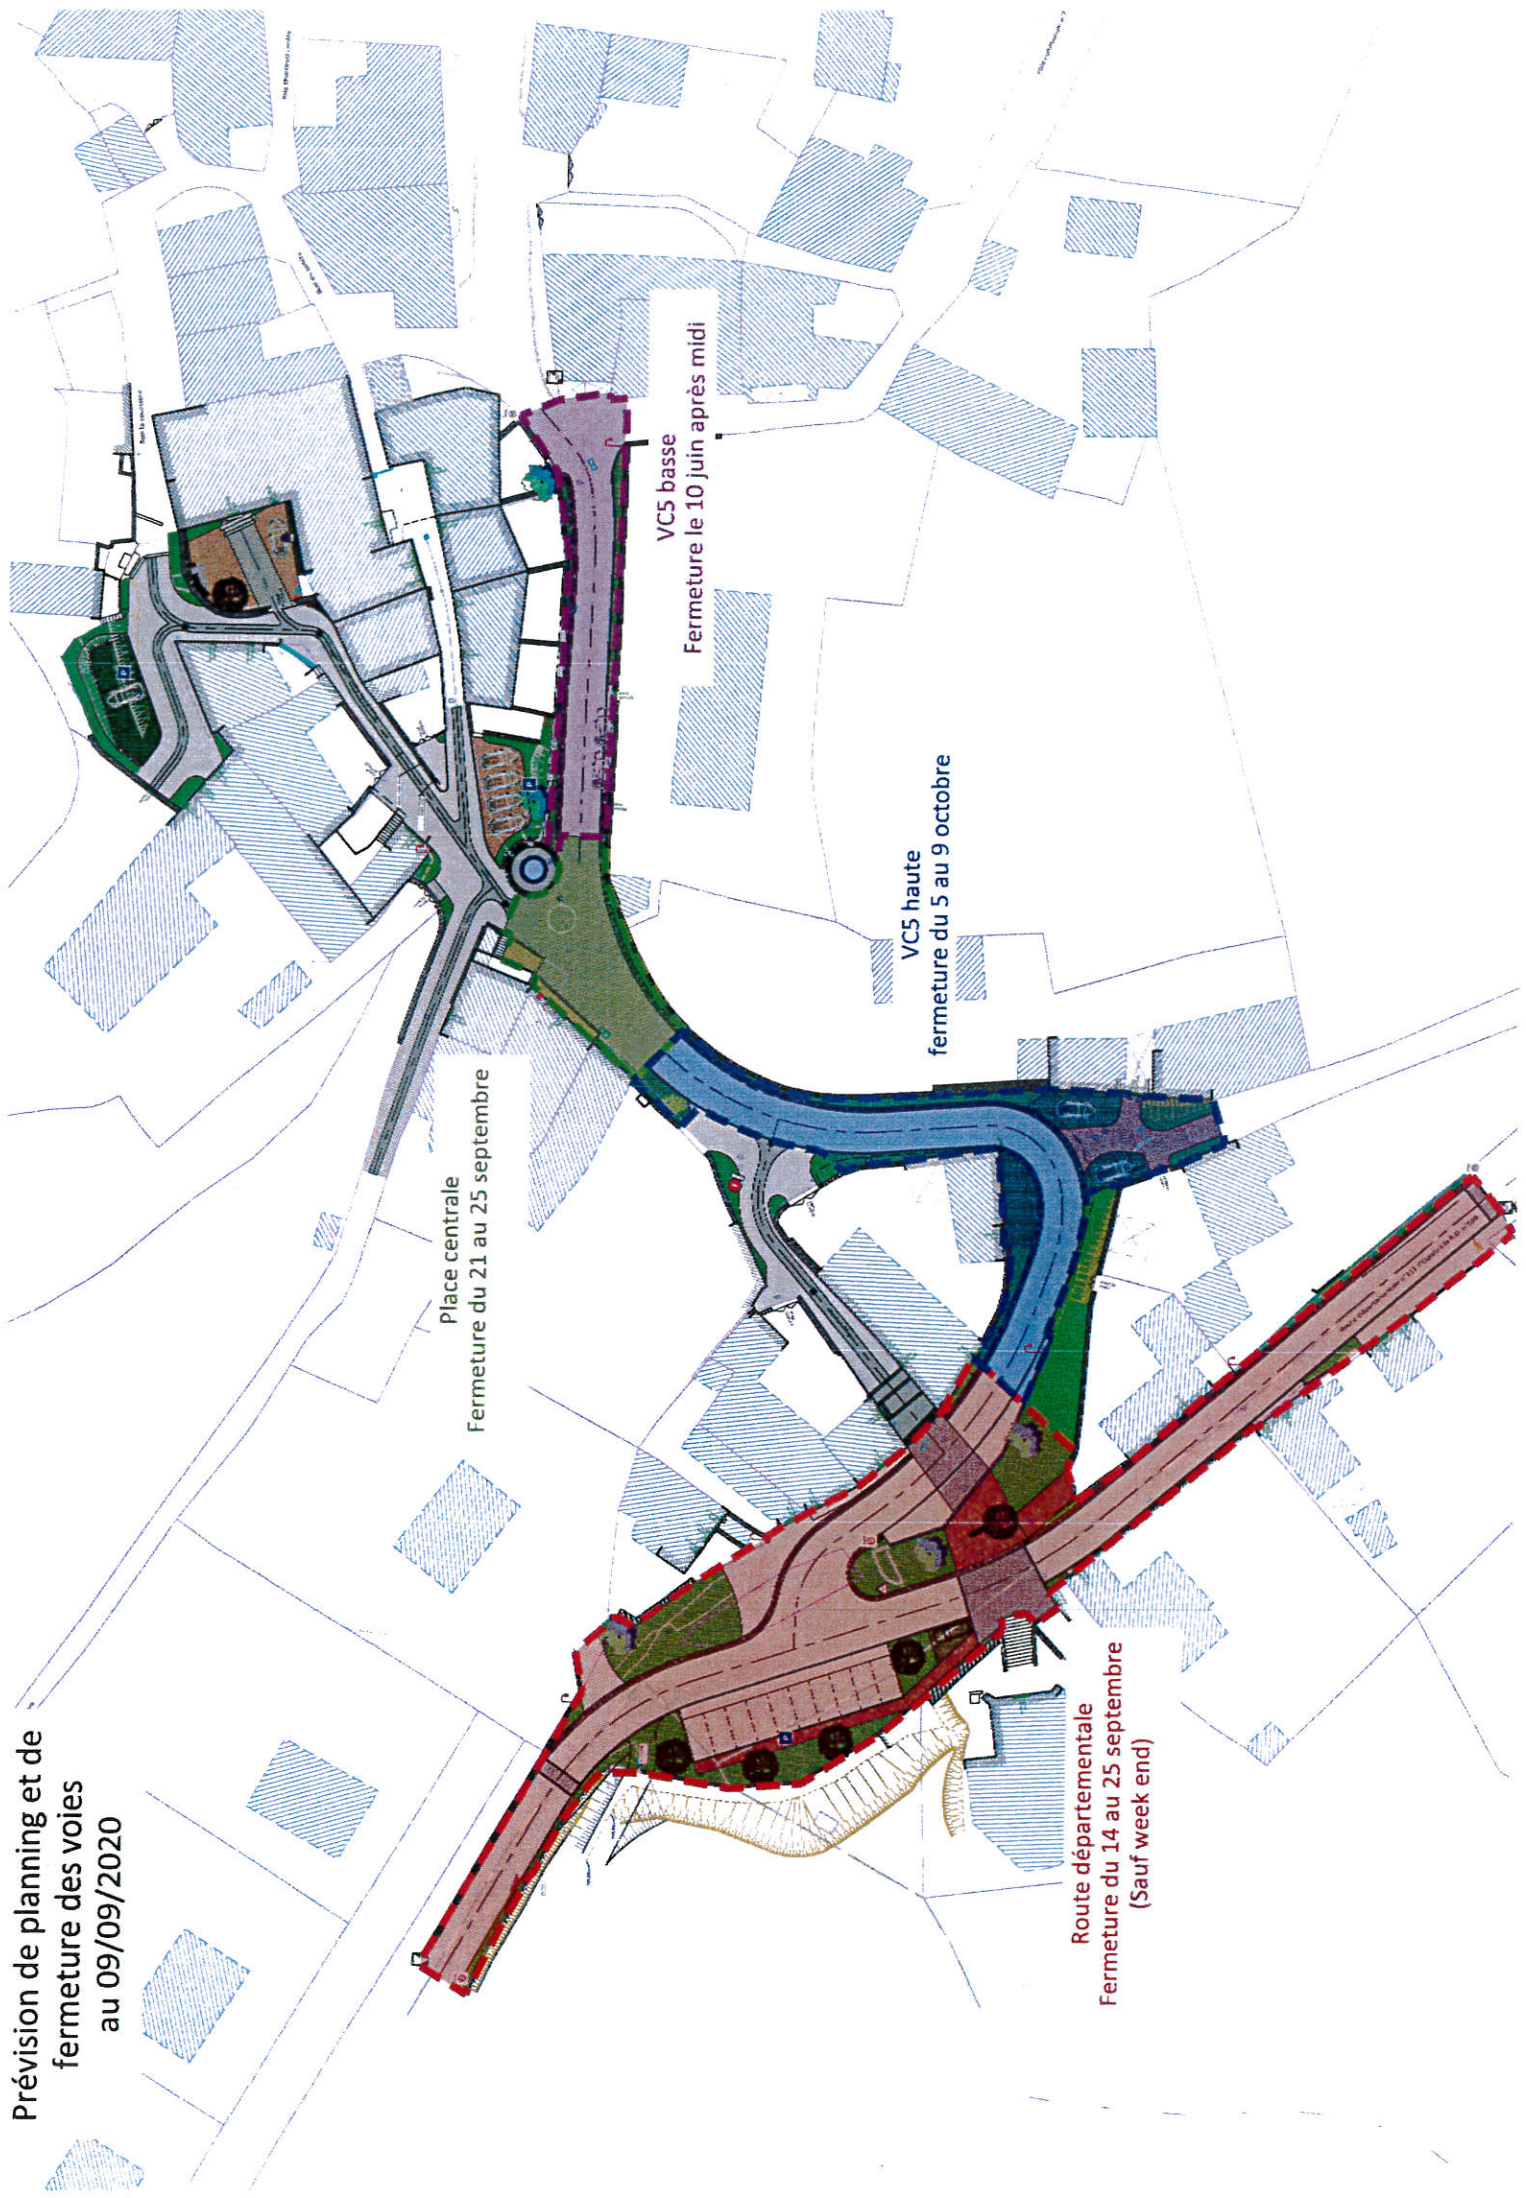 Prévision de planning et de
fermeture des voies
au 09/09/2020
Place centrale
Fermeture du 21 au 25 septembre
VC5 basse
Fermeture le 10 juin après midi
VC5 haute
fermeture du 5 au 9 octobre
Route départementale
Fermeture du 14 au 25 septembre
(Sauf week end)